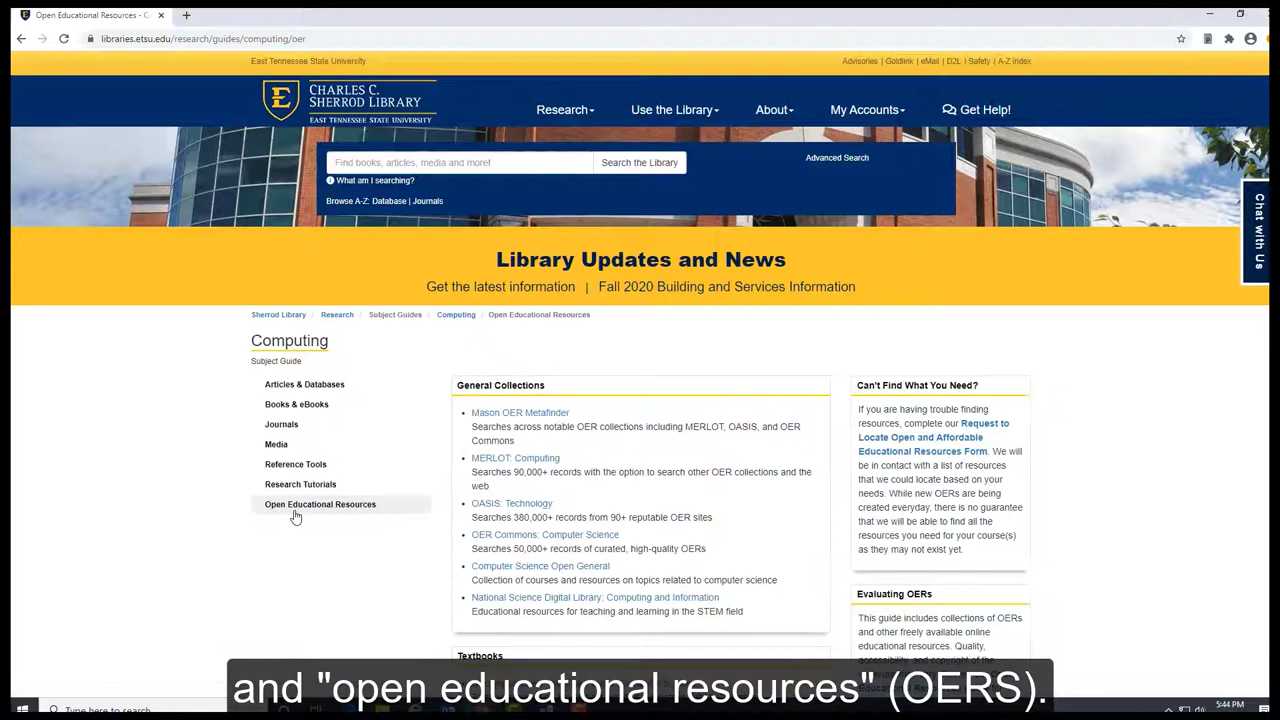 Open Educational Resources - C
libraries.etsu.edu/research/guides/computing/oer
East Tennessee State University
Advisories | Goldlink | eMail | D2L | Safety | A-Z Index
CHARLES C.
SHERROD LIBRARY
EAST TENNESSEE STATE UNIVERSITY
Research
Use the Library
About
My Accounts
Get Help!
Find books, articles, media and more!
Search the Library
Advanced Search
What am I searching?
Browse A-Z: Database | Journals
Chat with Us
Library Updates and News
Get the latest information | Fall 2020 Building and Services Information
Sherrod Library / Research / Subject Guides / Computing / Open Educational Resources
Computing
Subject Guide
Articles & Databases
Books & eBooks
Journals
Media
Reference Tools
Research Tutorials
Open Educational Resources
General Collections
Mason OER Metafinder
Searches across notable OER collections including MERLOT, OASIS, and OER
Commons
MERLOT: Computing
Searches 90,000+ records with the option to search other OER collections and the
web
OASIS: Technology
Searches 380,000+ records from 90+ reputable OER sites
OER Commons: Computer Science
Searches 50,000+ records of curated, high-quality OERs
Computer Science Open General
Collection of courses and resources on topics related to computer science
National Science Digital Library: Computing and Information
Educational resources for teaching and learning in the STEM field
Textbooks
Can't Find What You Need?
If you are having trouble finding
resources, complete our Request to
Locate Open and Affordable
Educational Resources Form. We will
be in contact with a list of resources
that we could locate based on your
needs. While new OERs are being
created everyday, there is no guarantee
that we will be able to find all the
resources you need for your course(s)
as they may not exist yet.
Evaluating OERs
This guide includes collections of OERs
and other freely available online
educational resources. Quality,
accessibility, and copyright of the
and "open educational resources" (OERS).
Type here to search
5:44 PM